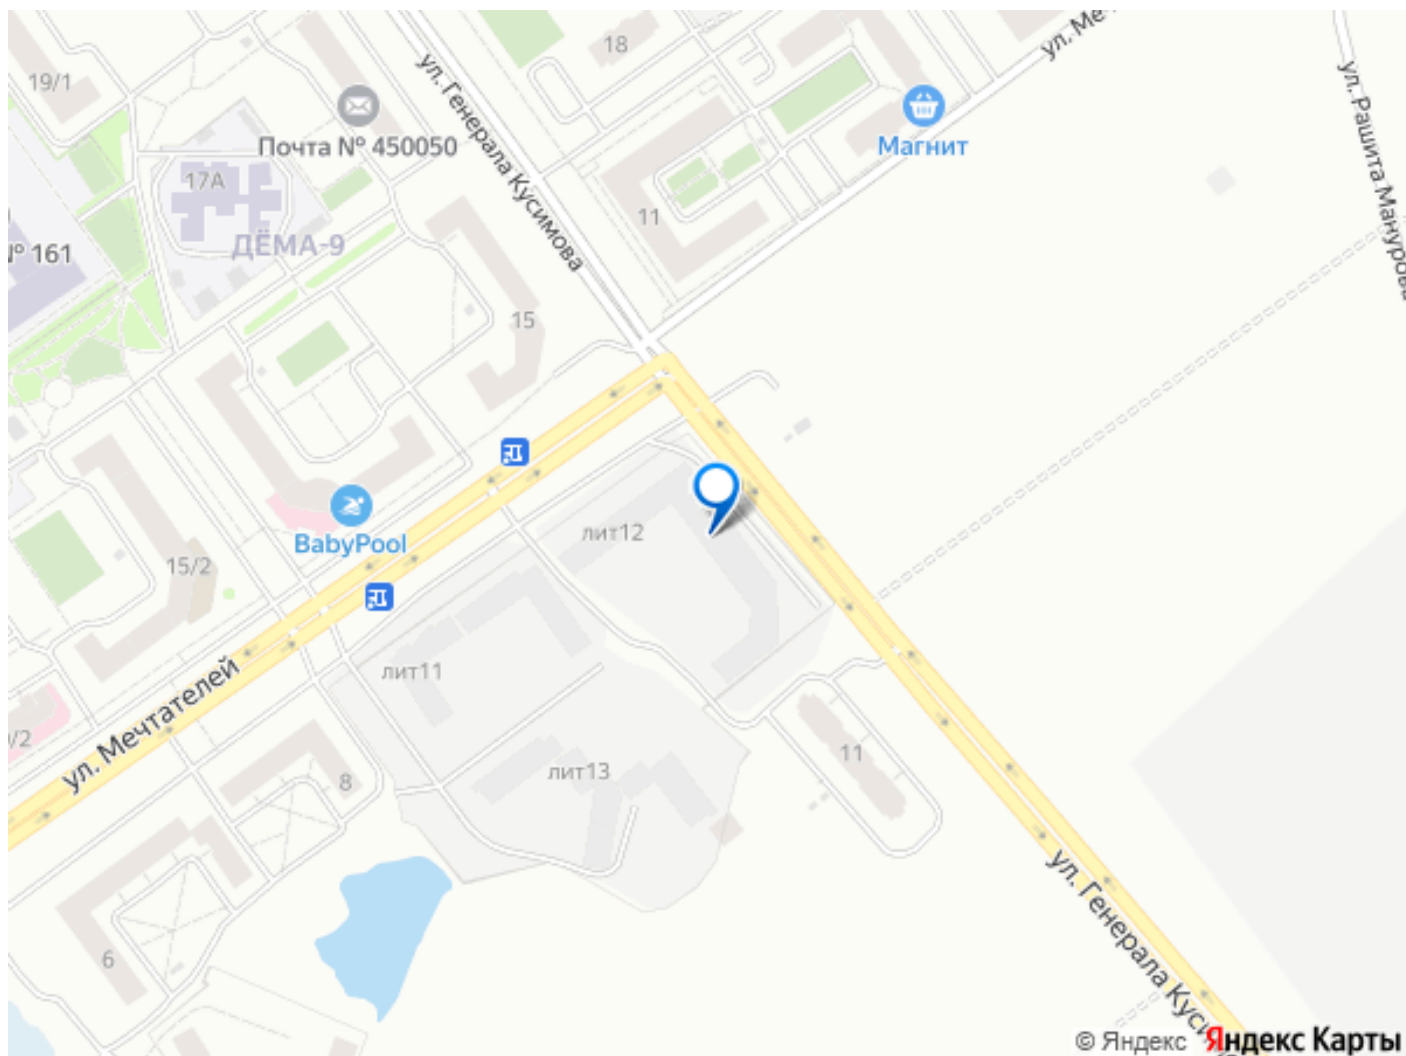 18
ул. Ме
19/1
ул. Генерала Кусимова
ул. Рашита Манурова
Почта № 450050
Магнит
17А
11
ДЁМА-9
№ 161
15
лит12
BabyPool
15/2
лит11
ул. Мечтателей
/2
8
лит13
11
ул. Генерала Куси
6
© Яндекс
Яндекс Карты